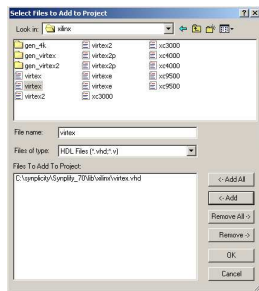 Select Files to Add to Project
Look in: xilinx
gen_4k virtex2 xc3000
gen_virtex virtex2p xc4000
gen_virtex2 virtex2p xc4000
virtex virtexe xc9500
virtex virtexe xc9500
virtex2 xc3000
File name: virtex
Files of type: HDL Files (*.vhd;*.v)
Files To Add To Project:
C:\synplicity\Synplify_70\lib\xilinx\virtex.vhd
<- Add All
<- Add
Remove All ->
Remove ->
OK
Cancel